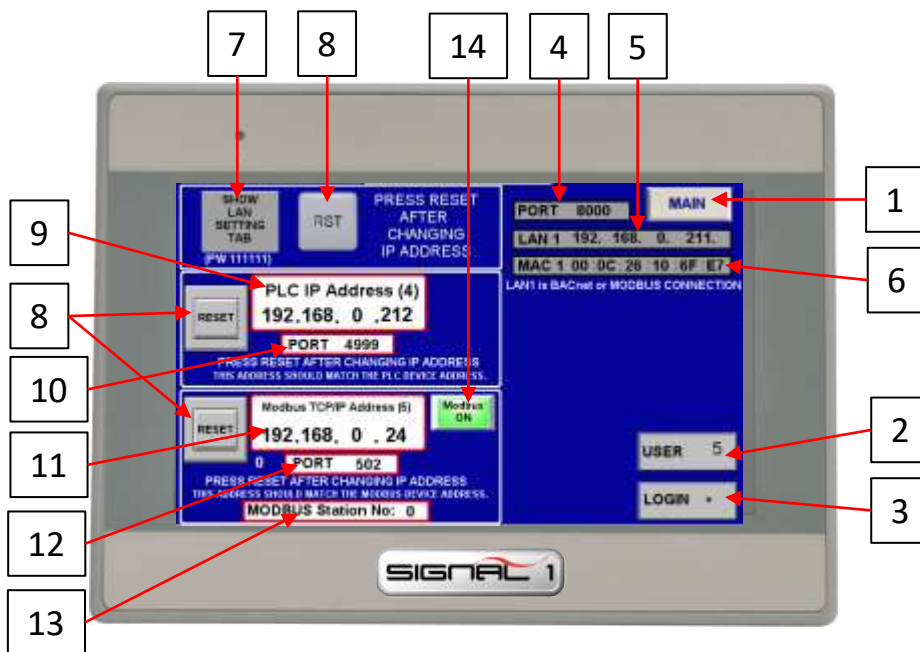 7
8
14
4
5
SHOW
LAN
SETTING
TAB
(PW 111111)
RST
PRESS RESET
AFTER
CHANGING
IP ADDRESS
PORT 8000
MAIN
1
LAN 1 192. 168. 0. 211.
MAC 1 00 0C 26 10 6F E7
6
LAN1 is BACnet or MODBUS CONNECTION
9
RESET
PLC IP Address (4)
192.168. 0 .212
8
PORT 4999
PRESS RESET AFTER CHANGING IP ADDRESS
THIS ADDRESS SHOULD MATCH THE PLC DEVICE ADDRESS.
10
RESET
Modbus TCP/IP Address (5)
192.168. 0 . 24
Modbus
ON
11
0
PORT 502
PRESS RESET AFTER CHANGING IP ADDRESS
THIS ADDRESS SHOULD MATCH THE MODBUS DEVICE ADDRESS.
USER 5
2
12
MODBUS Station No: 0
LOGIN
3
13
SIGNAL 1